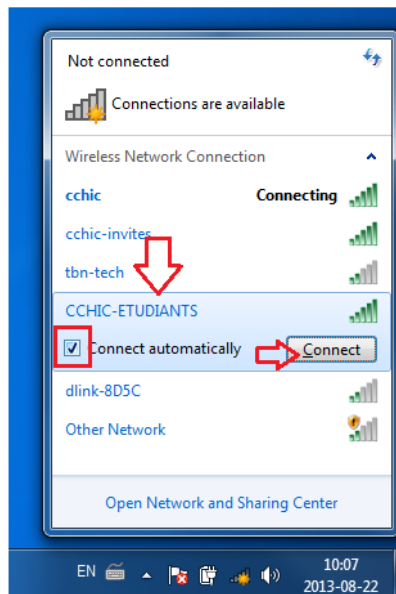 Not connected
Connections are available
Wireless Network Connection
cchic Connecting
cchic-invites
tbn-tech
CCHIC-ETUDIANTS
Connect automatically Connect
dlink-8D5C
Other Network
Open Network and Sharing Center
EN 10:07
2013-08-22